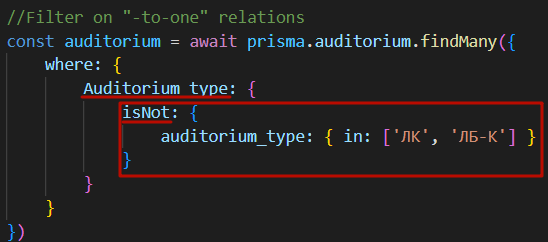 //Filter on "-to-one" relations
const auditorium = await prisma.auditorium.findMany({
where: {
Auditorium_type: {
isNot: {
auditorium_type: { in: ['ЛК', 'ЛБ-К'] }
}
}
}
})